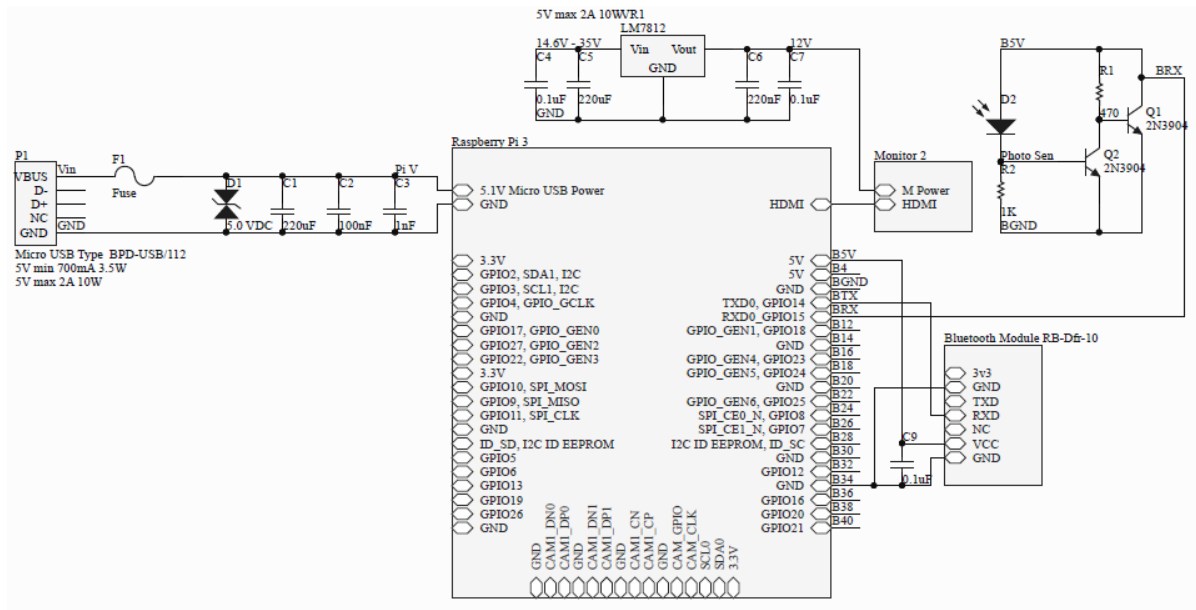 5V max 2A 10WVR1
LM7812
14.6V - 35V
Vin Vout
GND
12V
C4 C5 C6 C7
0.1uF 220uF 220nF 0.1uF
GND
B5V
R1
BRX
D2
470
Q1
2N3904
Photo Sen
Q2
2N3904
R2
1K
BGND
P1
VBUS
D-
D+
NC
GND
Vin
GND
F1
Fuse
Pi V
D1 C1 C2 C3
5.0 VDC 220uF 100nF 1nF
Micro USB Type BPD-USB/112
5V min 700mA 3.5W
5V max 2A 10W
Raspberry Pi 3
5.1V Micro USB Power
GND
HDMI
Monitor 2
M Power
HDMI
3.3V
GPIO2, SDA1, I2C
GPIO3, SCL1, I2C
GPIO4, GPIO_GCLK
GND
GPIO17, GPIO_GEN0
GPIO27, GPIO_GEN2
GPIO22, GPIO_GEN3
3.3V
GPIO10, SPI_MOSI
GPIO9, SPI_MISO
GPIO11, SPI_CLK
GND
ID_SD, I2C ID EEPROM
GPIO5
GPIO6
GPIO13
GPIO19
GPIO26
GND
5V B5V
5V B4
GND BGND
TXD0, GPIO14 BTX
RXD0_GPIO15 BRX
GPIO_GEN1, GPIO18 B12
GND B14
GPIO_GEN4, GPIO23 B16
GPIO_GEN5, GPIO24 B18
GND B20
GPIO_GEN6, GPIO25 B22
SPI_CE0_N, GPIO8 B24
SPI_CE1_N, GPIO7 B26
I2C ID EEPROM, ID_SC B28
GND B30
GPIO12 B32
GND B34
GPIO16 B36
GPIO20 B38
GPIO21 B40
C9
0.1uF
Bluetooth Module RB-Dfr-10
3v3
GND
TXD
RXD
NC
VCC
GND
GND
CAM1_DN0
CAM1_DP0
GND
CAM1_DN1
CAM1_DP1
GND
CAM1_CN
CAM1_CP
GND
CAM_GPIO
CAM_CLK
SCL0
SDA0
3.3V